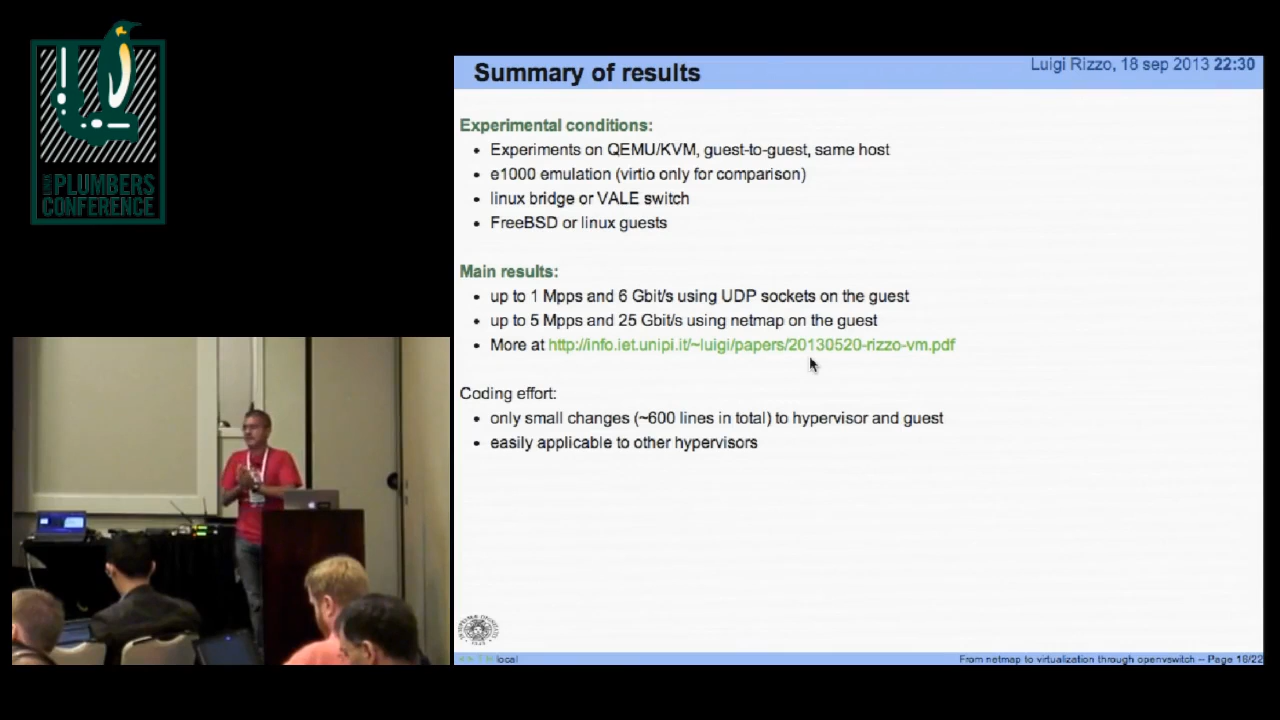 LINUX
PLUMBERS
CONFERENCE
Summary of results
Luigi Rizzo, 18 sep 2013 22:30
Experimental conditions:
• Experiments on QEMU/KVM, guest-to-guest, same host
• e1000 emulation (virtio only for comparison)
• linux bridge or VALE switch
• FreeBSD or linux guests
Main results:
• up to 1 Mpps and 6 Gbit/s using UDP sockets on the guest
• up to 5 Mpps and 25 Gbit/s using netmap on the guest
• More at http://info.iet.unipi.it/~luigi/papers/20130520-rizzo-vm.pdf
Coding effort:
• only small changes (~600 lines in total) to hypervisor and guest
• easily applicable to other hypervisors
local
From netmap to virtualization through openvswitch – Page 16/22